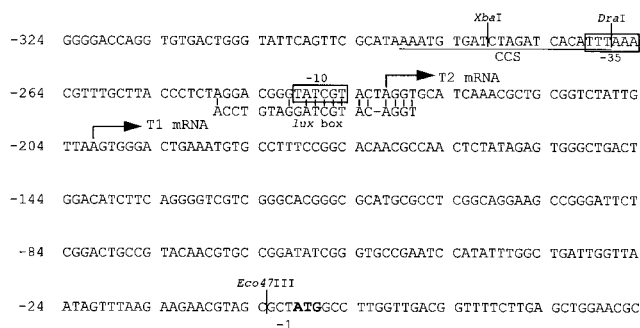 XbaI DraI
-324 GGGGACCAGG TGTGACTGGG TATTCAGTTC GCATAAAATG TGATCTAGAT CACATTTAAA
CCS -35
-10 T2 mRNA
-264 CGTTTGCTTA CCCTCTAGGA CGGGTATCGT ACTAGGTGCA TCAAACGCTG CGGTCTATTG
ACCT GTAGGATCGT AC-AGGT
lux box
T1 mRNA
-204 TTAAGTGGGA CTGAAATGTG CCTTTCCGGC ACAACGCCAA CTCTATAGAG TGGGCTGACT
-144 GGACATCTTC AGGGGTCGTC GGGCACGGGC GCATGCGCCT CGGCAGGAAG CCGGGATTCT
-84 CGGACTGCCG TACAACGTGC CGGATATCGG GTGCCGAATC CATATTTGGC TGATTGGTTA
Eco47III
-24 ATAGTTTAAG AAGAACGTAG CGCTATGGCC TTGGTTGACG GTTTTCTTGA GCTGGAACGC
-1